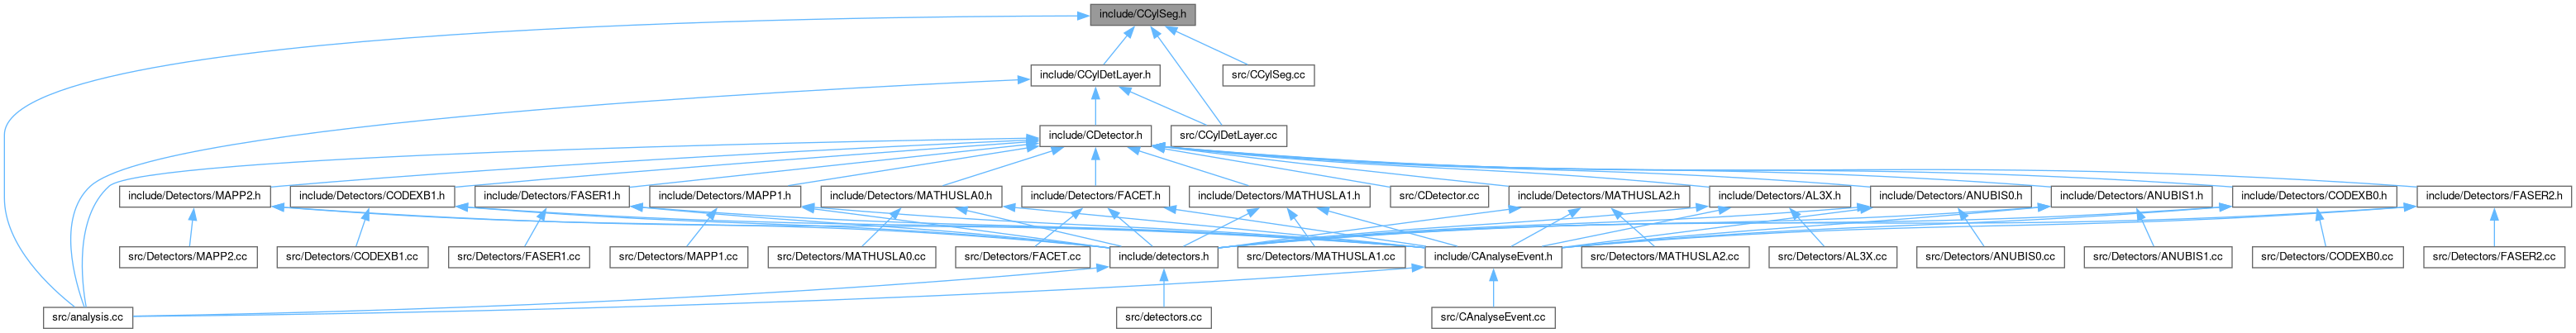 include/CCylSeg.h
include/CCylDetLayer.h
src/CCylSeg.cc
include/CDetector.h
src/CCylDetLayer.cc
include/Detectors/MAPP2.h
include/Detectors/CODEXB1.h
include/Detectors/FASER1.h
include/Detectors/MAPP1.h
include/Detectors/MATHUSLA0.h
include/Detectors/FACET.h
include/Detectors/MATHUSLA1.h
src/CDetector.cc
include/Detectors/MATHUSLA2.h
include/Detectors/AL3X.h
include/Detectors/ANUBIS0.h
include/Detectors/ANUBIS1.h
include/Detectors/CODEXB0.h
include/Detectors/FASER2.h
src/Detectors/MAPP2.cc
src/Detectors/CODEXB1.cc
src/Detectors/FASER1.cc
src/Detectors/MAPP1.cc
src/Detectors/MATHUSLA0.cc
src/Detectors/FACET.cc
include/detectors.h
src/Detectors/MATHUSLA1.cc
include/CAnalyseEvent.h
src/Detectors/MATHUSLA2.cc
src/Detectors/AL3X.cc
src/Detectors/ANUBIS0.cc
src/Detectors/ANUBIS1.cc
src/Detectors/CODEXB0.cc
src/Detectors/FASER2.cc
src/analysis.cc
src/detectors.cc
src/CAnalyseEvent.cc